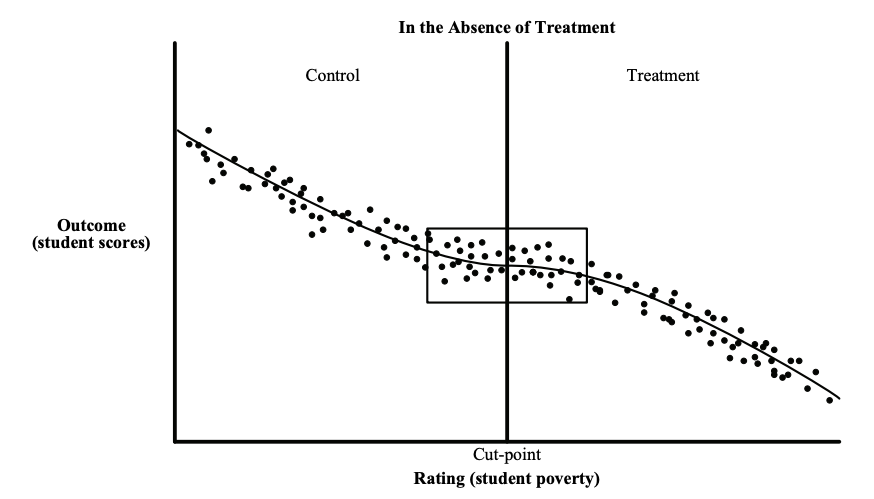 In the Absence of Treatment
Control
Treatment
Outcome
(student scores)
Cut-point
Rating (student poverty)